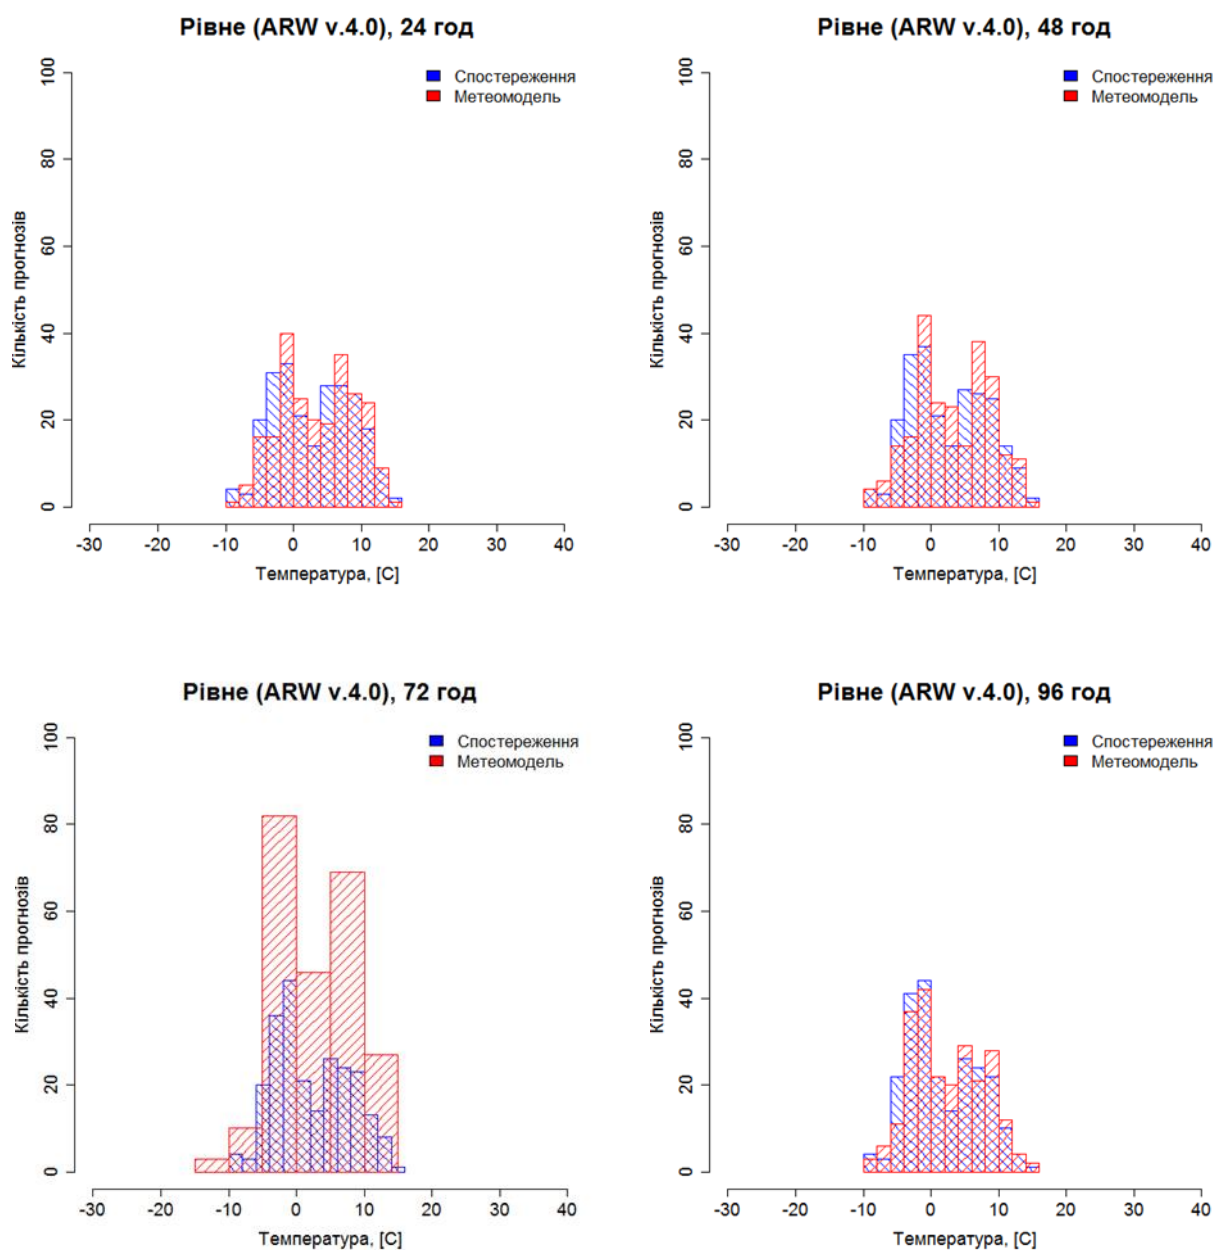 Рівне (ARW v.4.0), 24 год
Спостереження
Метеомодель
Кількість прогнозів
0 20 40 60 80 100
-30 -20 -10 0 10 20 30 40
Температура, [C]
Рівне (ARW v.4.0), 48 год
Спостереження
Метеомодель
Кількість прогнозів
0 20 40 60 80 100
-30 -20 -10 0 10 20 30 40
Температура, [C]
Рівне (ARW v.4.0), 72 год
Спостереження
Метеомодель
Кількість прогнозів
0 20 40 60 80 100
-30 -20 -10 0 10 20 30 40
Температура, [C]
Рівне (ARW v.4.0), 96 год
Спостереження
Метеомодель
Кількість прогнозів
0 20 40 60 80 100
-30 -20 -10 0 10 20 30 40
Температура, [C]